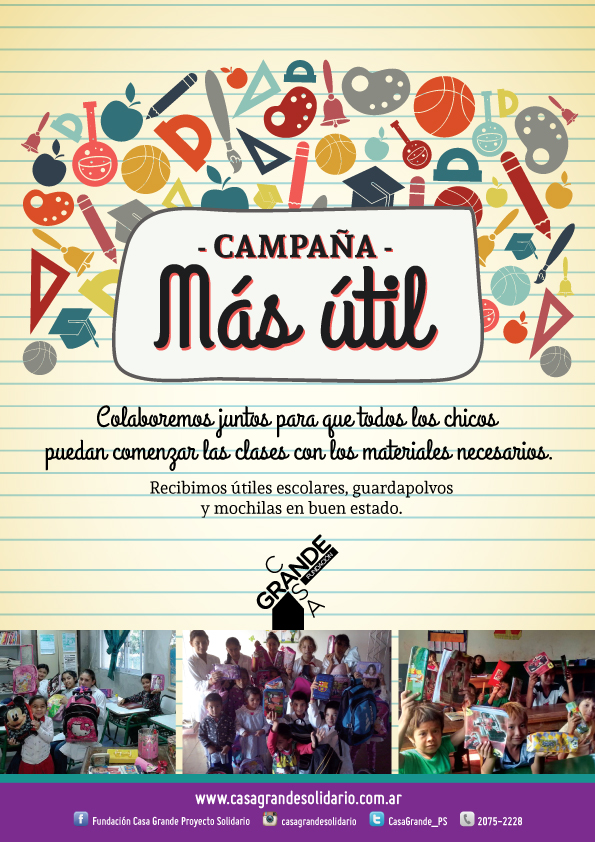 - CAMPAÑA -
Más útil
Colaboremos juntos para que todos los chicos
puedan comenzar las clases con los materiales necesarios.
Recibimos útiles escolares, guardapolvos
y mochilas en buen estado.
CASA
GRANDE
FUNDACIÓN
www.casagrandesolidario.com.ar
Fundación Casa Grande Proyecto Solidario casagrandesolidario CasaGrande_PS 2075-2228